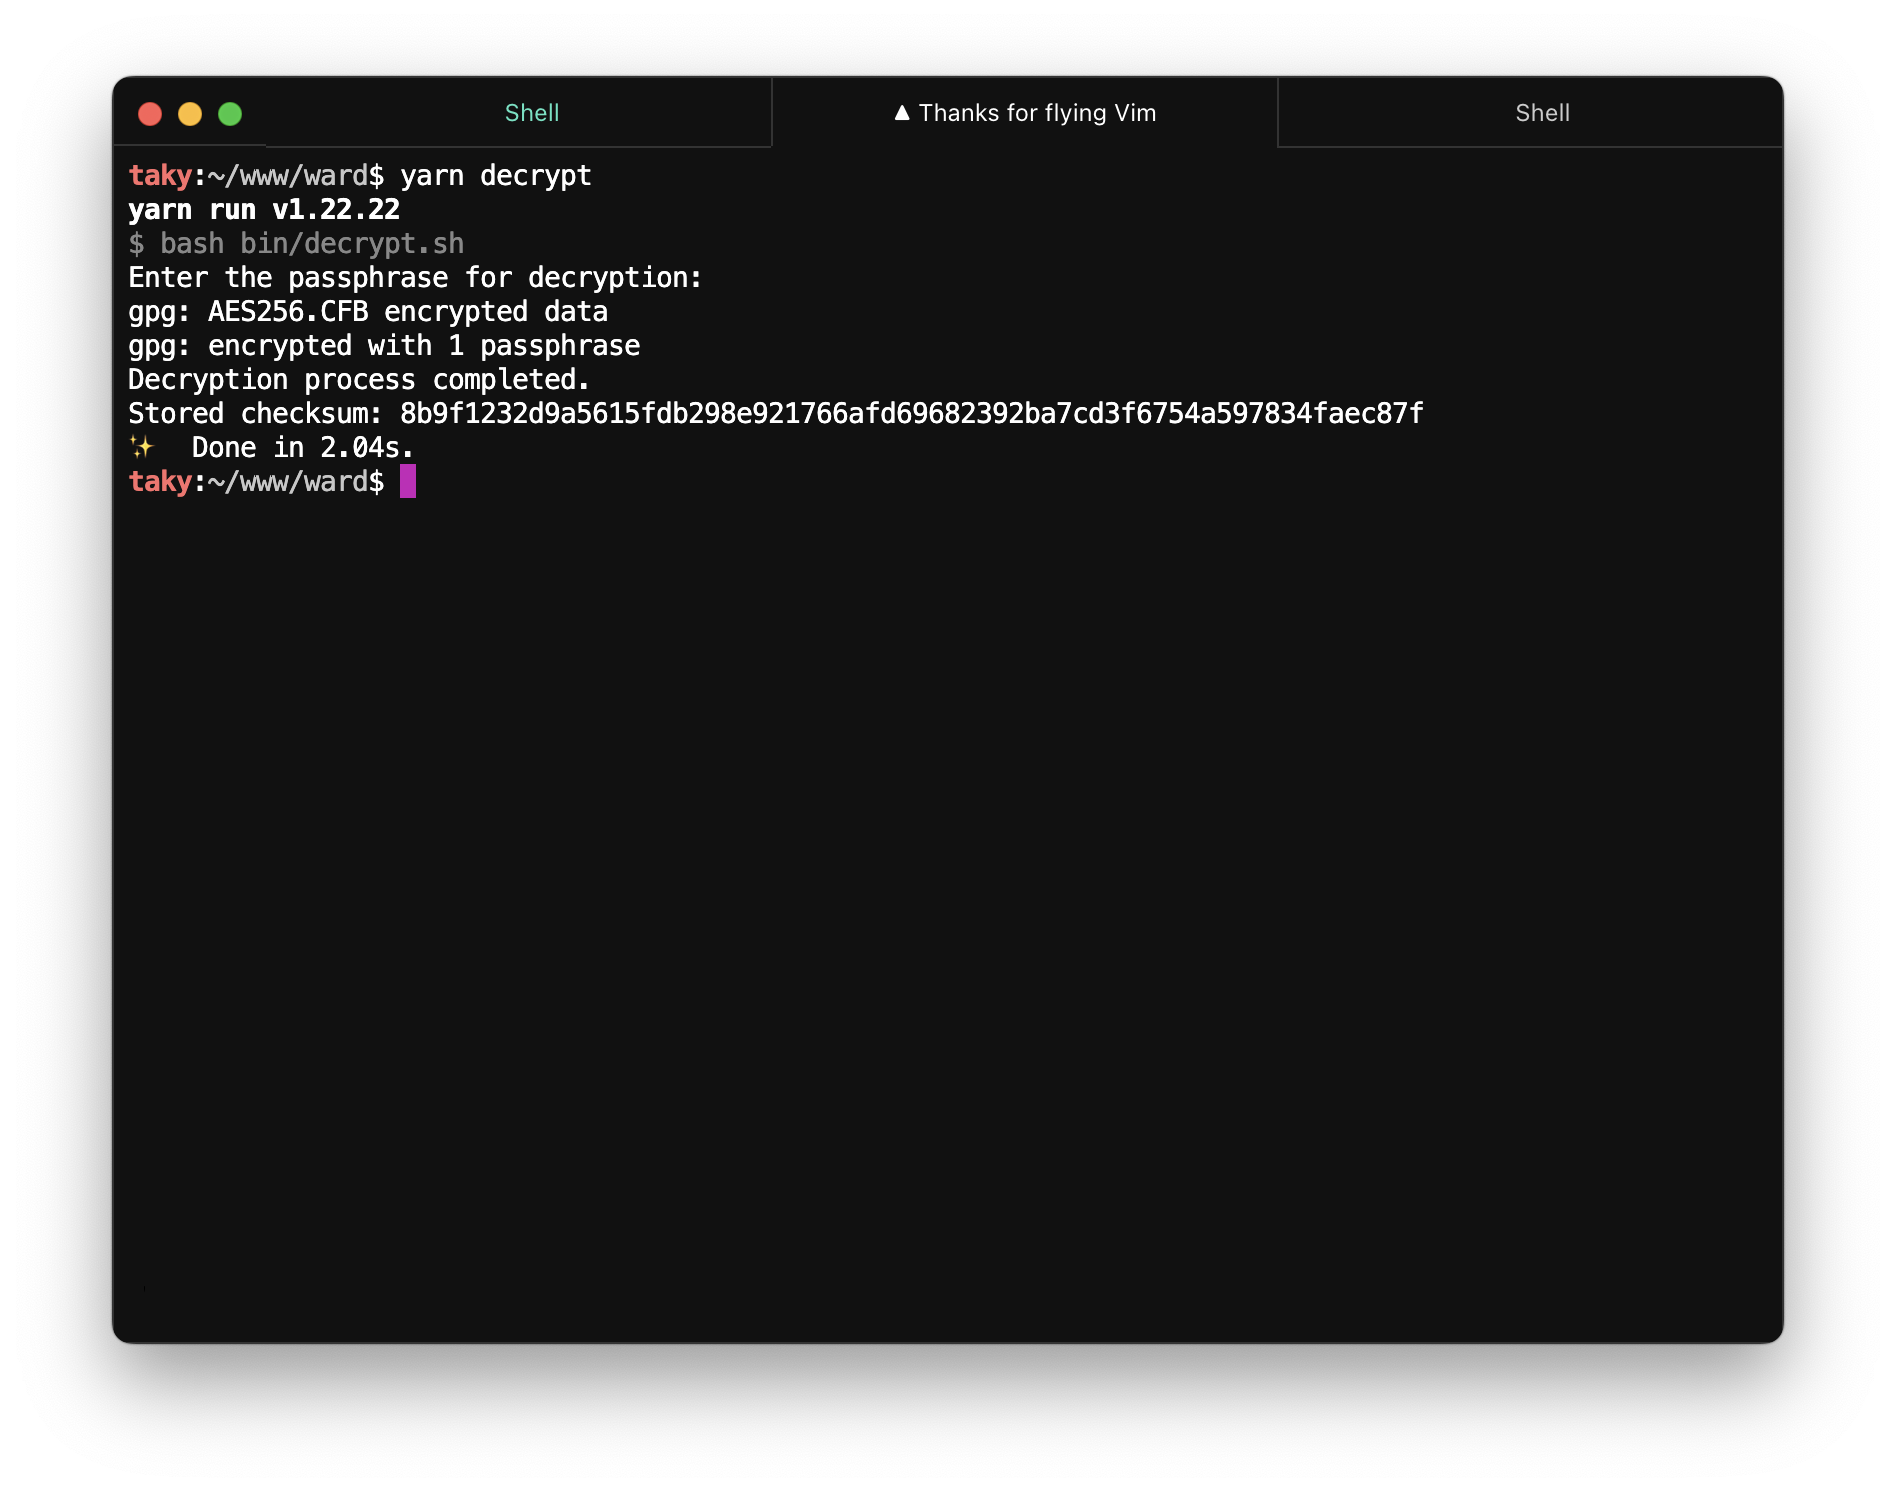 Shell
▲ Thanks for flying Vim
Shell
taky:~/www/ward$ yarn decrypt
yarn run v1.22.22
$ bash bin/decrypt.sh
Enter the passphrase for decryption:
gpg: AES256.CFB encrypted data
gpg: encrypted with 1 passphrase
Decryption process completed.
Stored checksum: 8b9f1232d9a5615fdb298e921766afd69682392ba7cd3f6754a597834faec87f
✨  Done in 2.04s.
taky:~/www/ward$